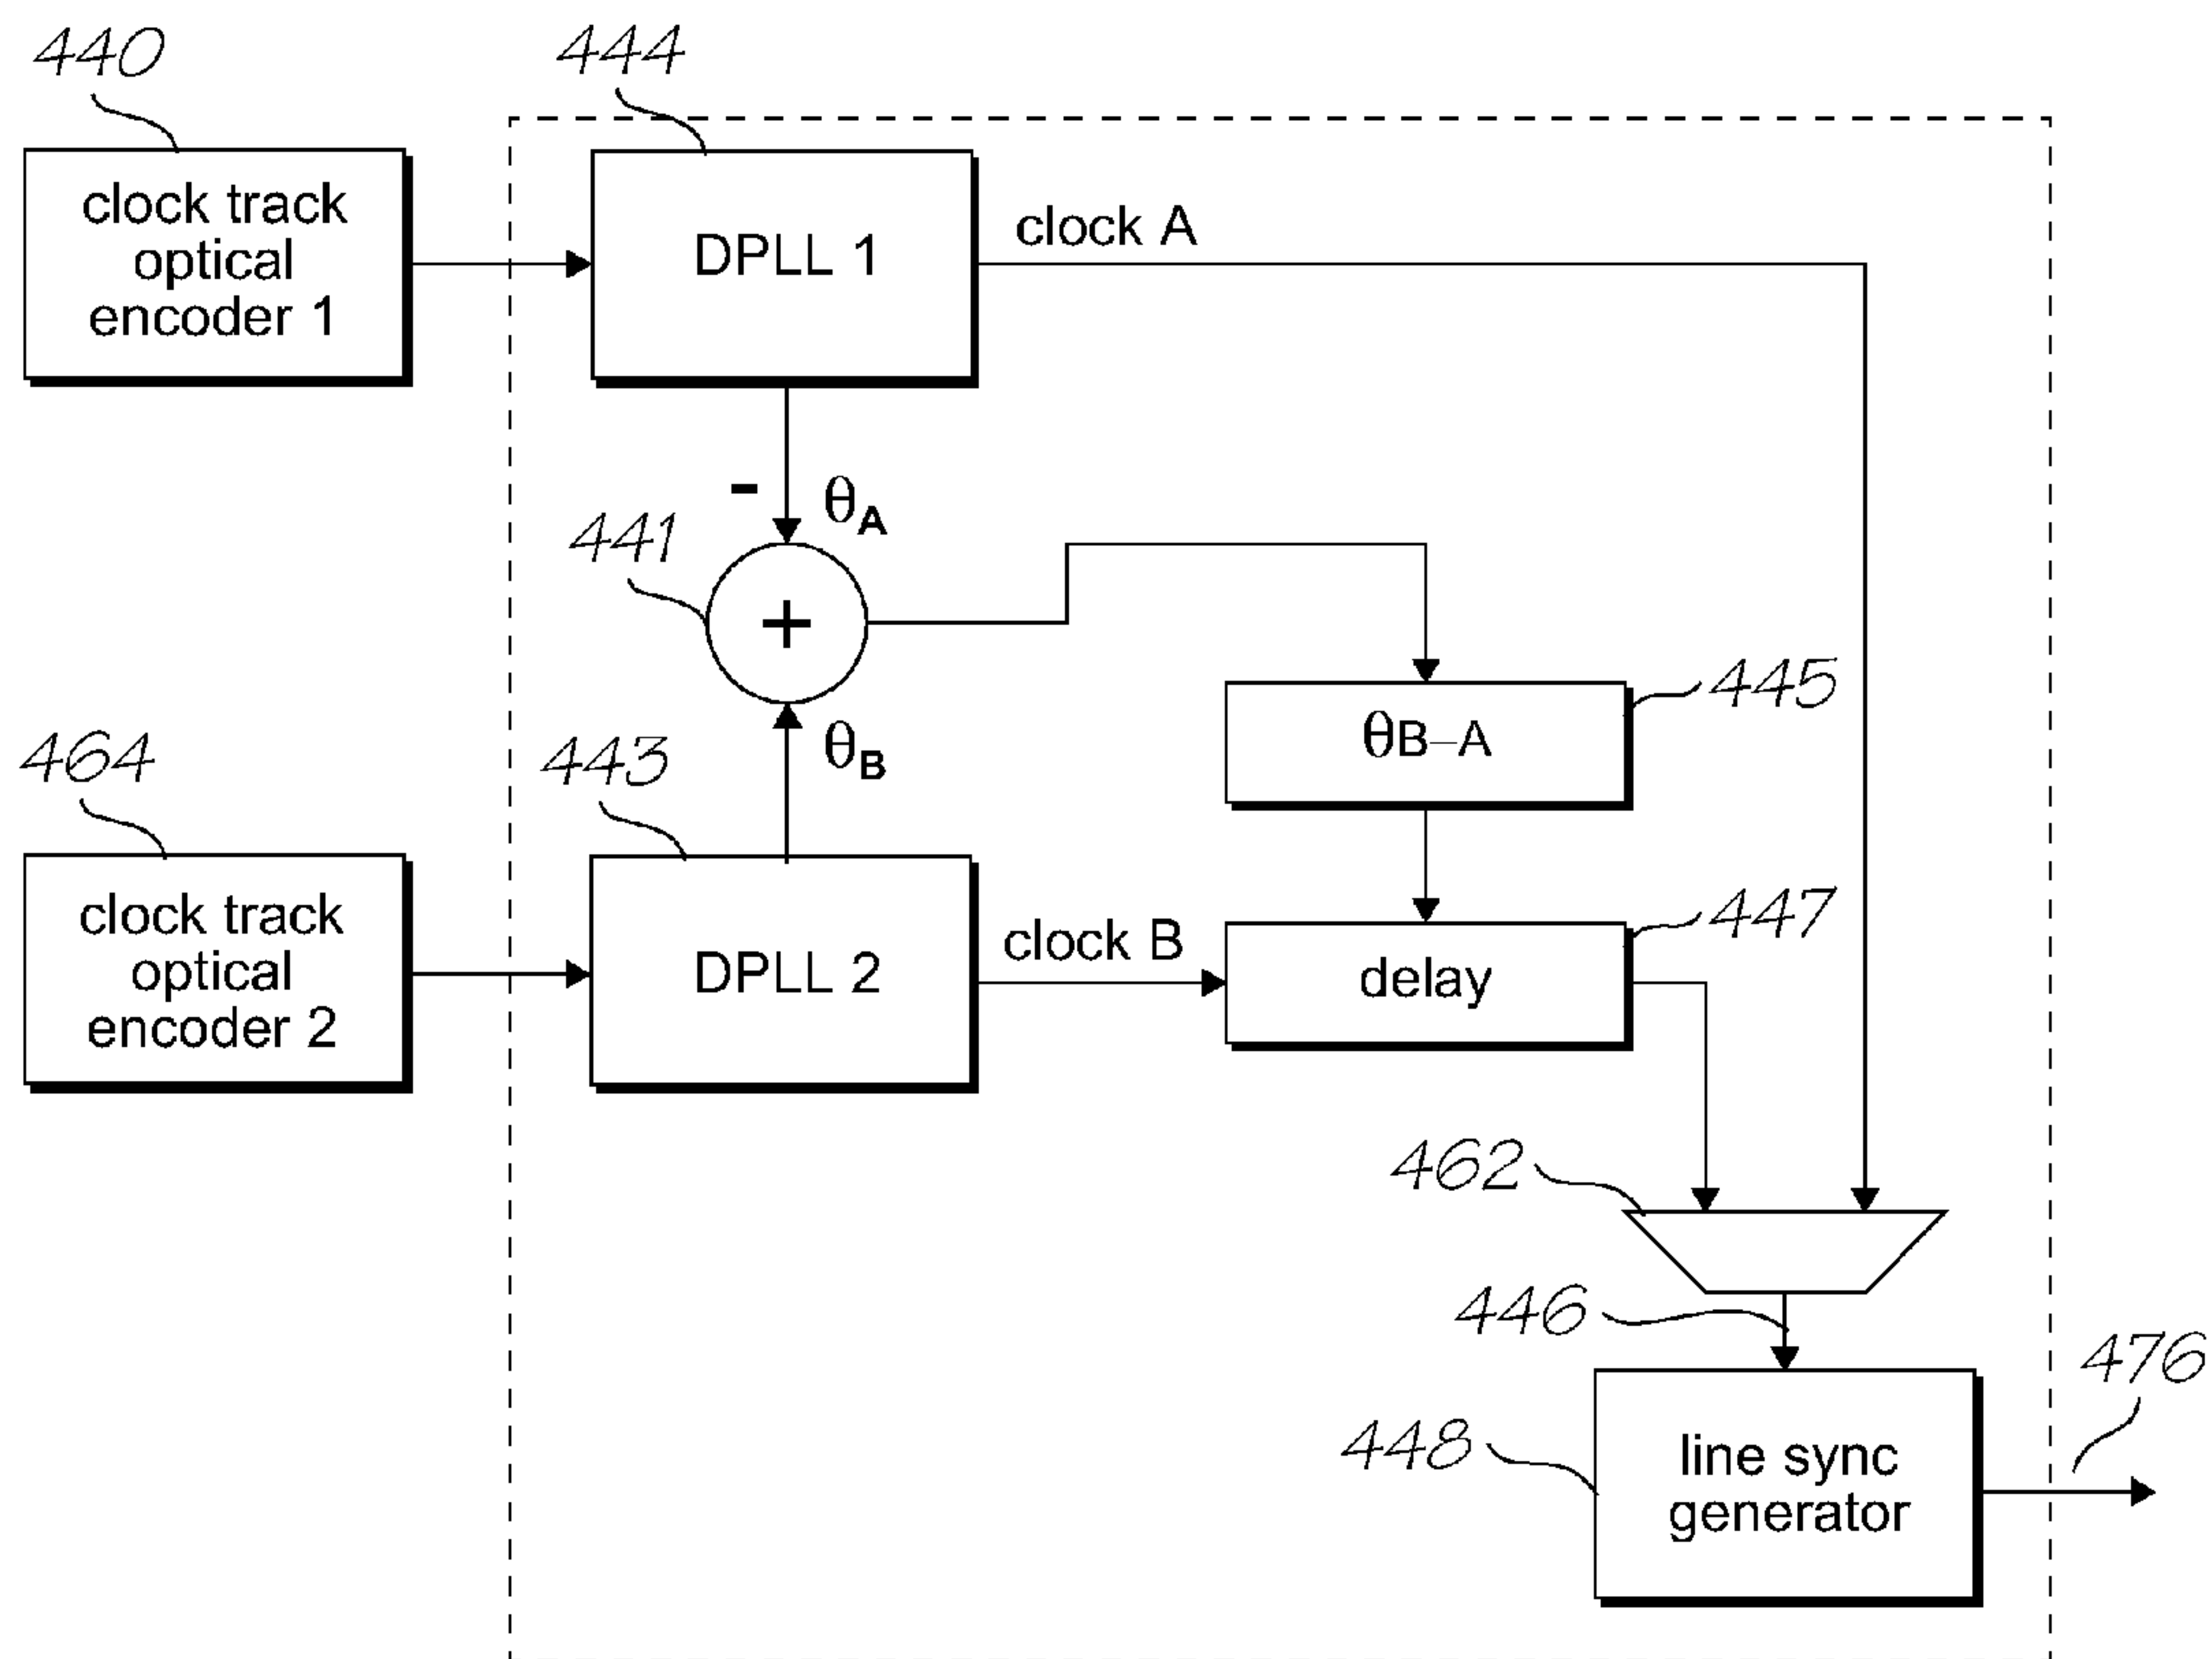 440
444
clock track
optical
encoder 1
DPLL 1
clock A
-
θA
441
+
445
θB–A
464
443
θB
447
clock track
optical
encoder 2
DPLL 2
clock B
delay
462
446
476
448
line sync
generator